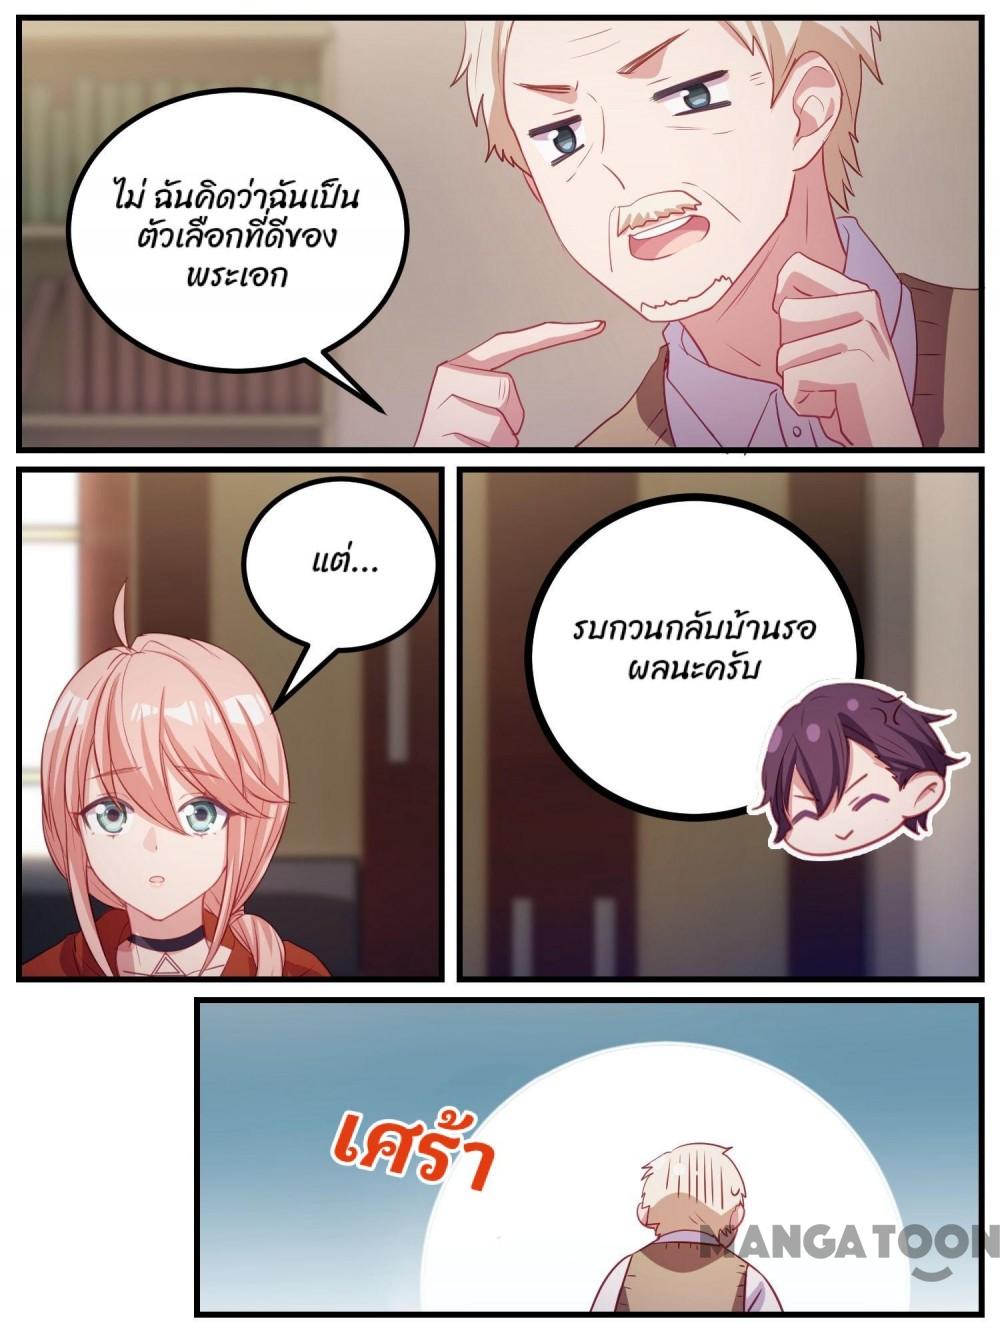 ไม่ ฉันคิดว่าฉันเป็น
ตัวเลือกที่ดีของ
พระเอก
แต่...
รบกวนกลับบ้านรอ
ผลนะครับ
เศร้า
MANGATOON